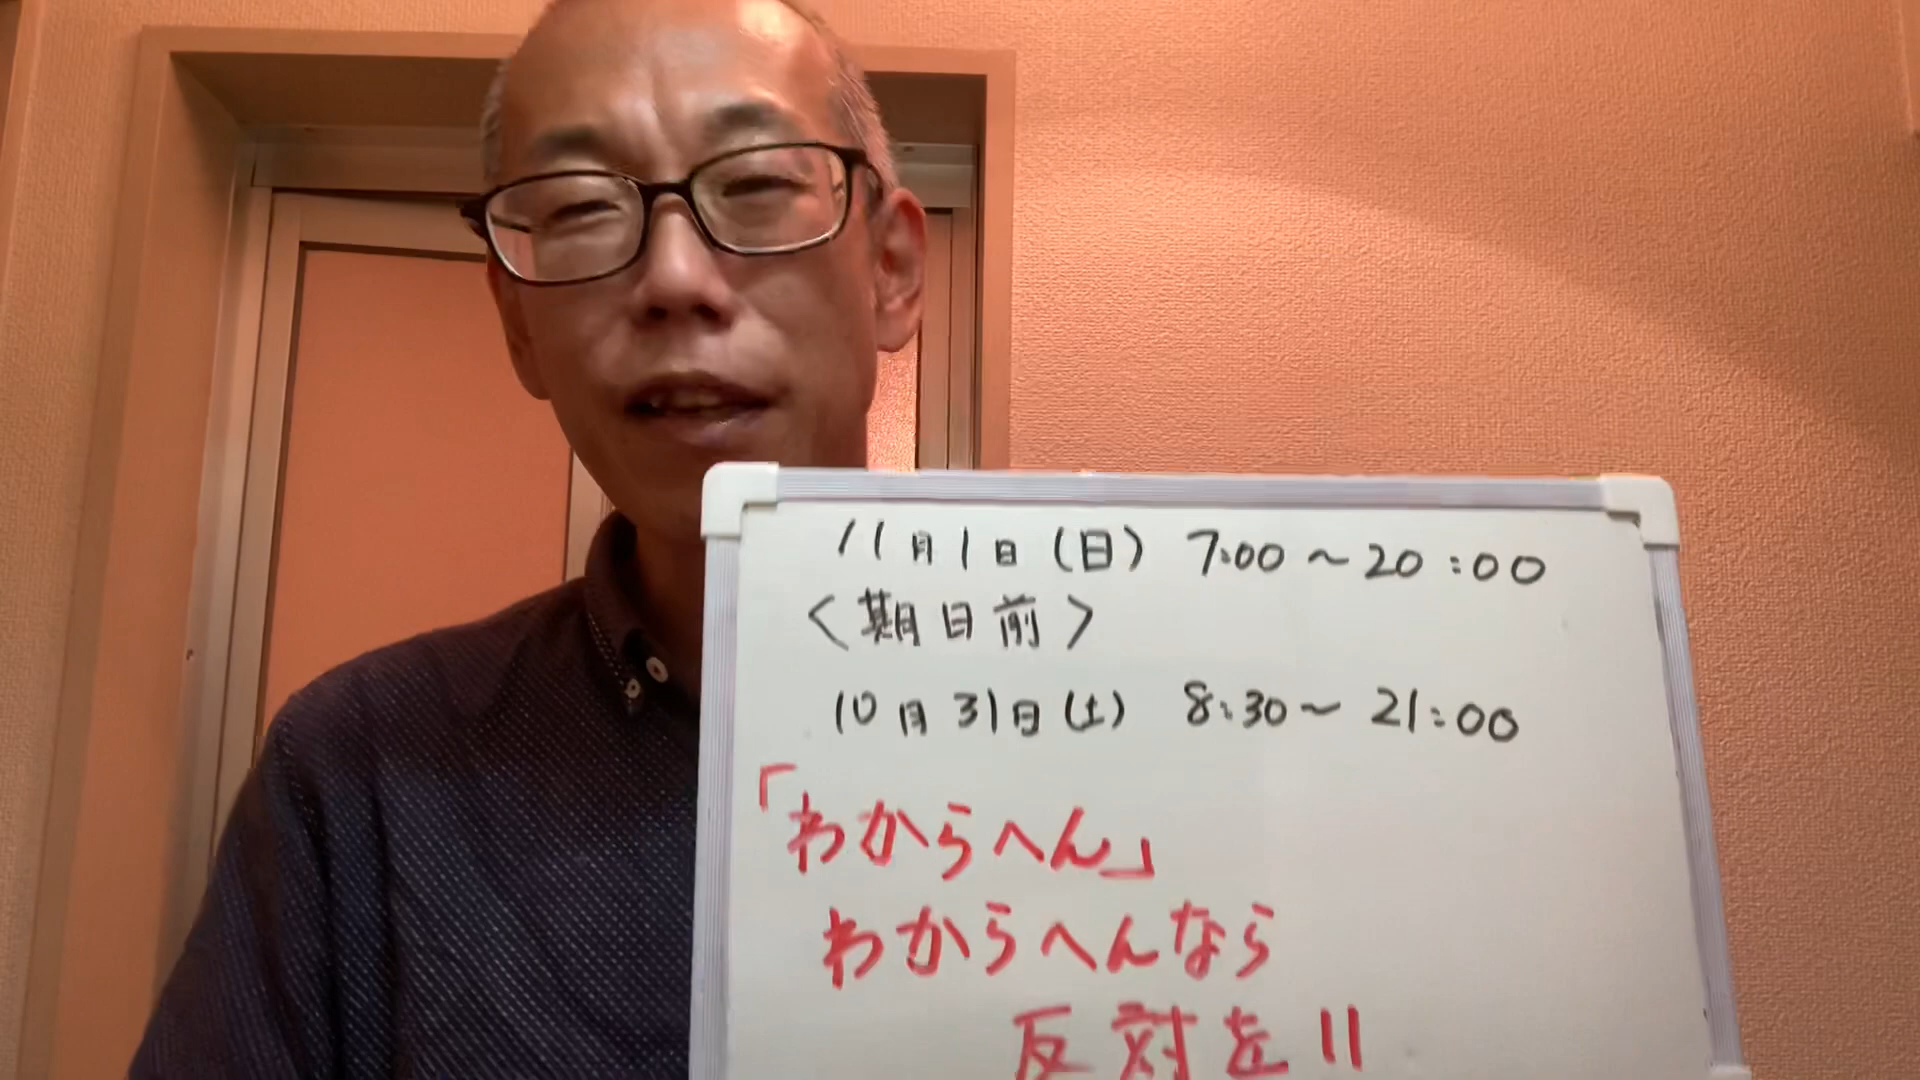 11月1日(日) 7:00〜20:00
<期日前>
10月31日(土) 8:30〜21:00
「わからへん」
わからへんなら
反対を!!